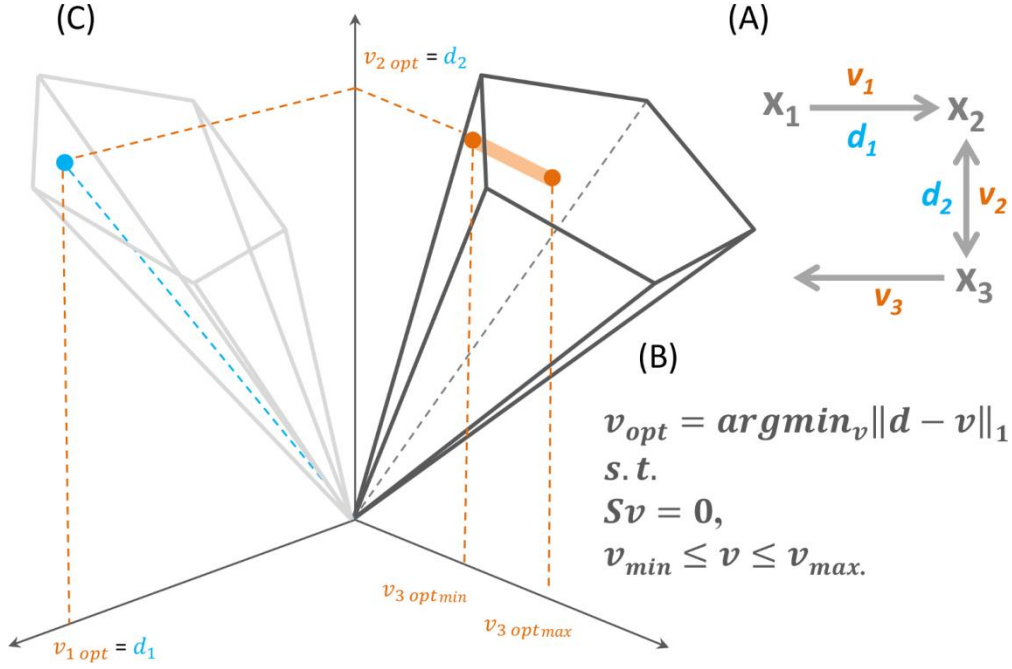 (C)
v2 opt = d2
v1 opt = d1
v3 optmin
v3 optmax
(A)
v1
x1
x2
d1
d2
v2
x3
v3
(B)
vopt = argminv‖d − v‖1
s.t.
Sv = 0,
vmin ≤ v ≤ vmax.